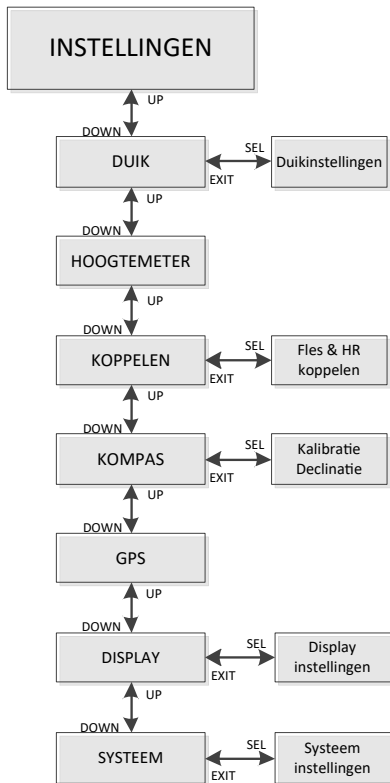 INSTELLINGEN
UP
DOWN
DUIK
SEL
EXIT
Duikinstellingen
UP
DOWN
HOOGTEMETER
UP
DOWN
KOPPELEN
SEL
EXIT
Fles & HR
koppelen
UP
DOWN
KOMPAS
SEL
EXIT
Kalibratie
Declinatie
UP
DOWN
GPS
UP
DOWN
DISPLAY
SEL
EXIT
Display
instellingen
UP
DOWN
SYSTEEM
SEL
EXIT
Systeem
instellingen